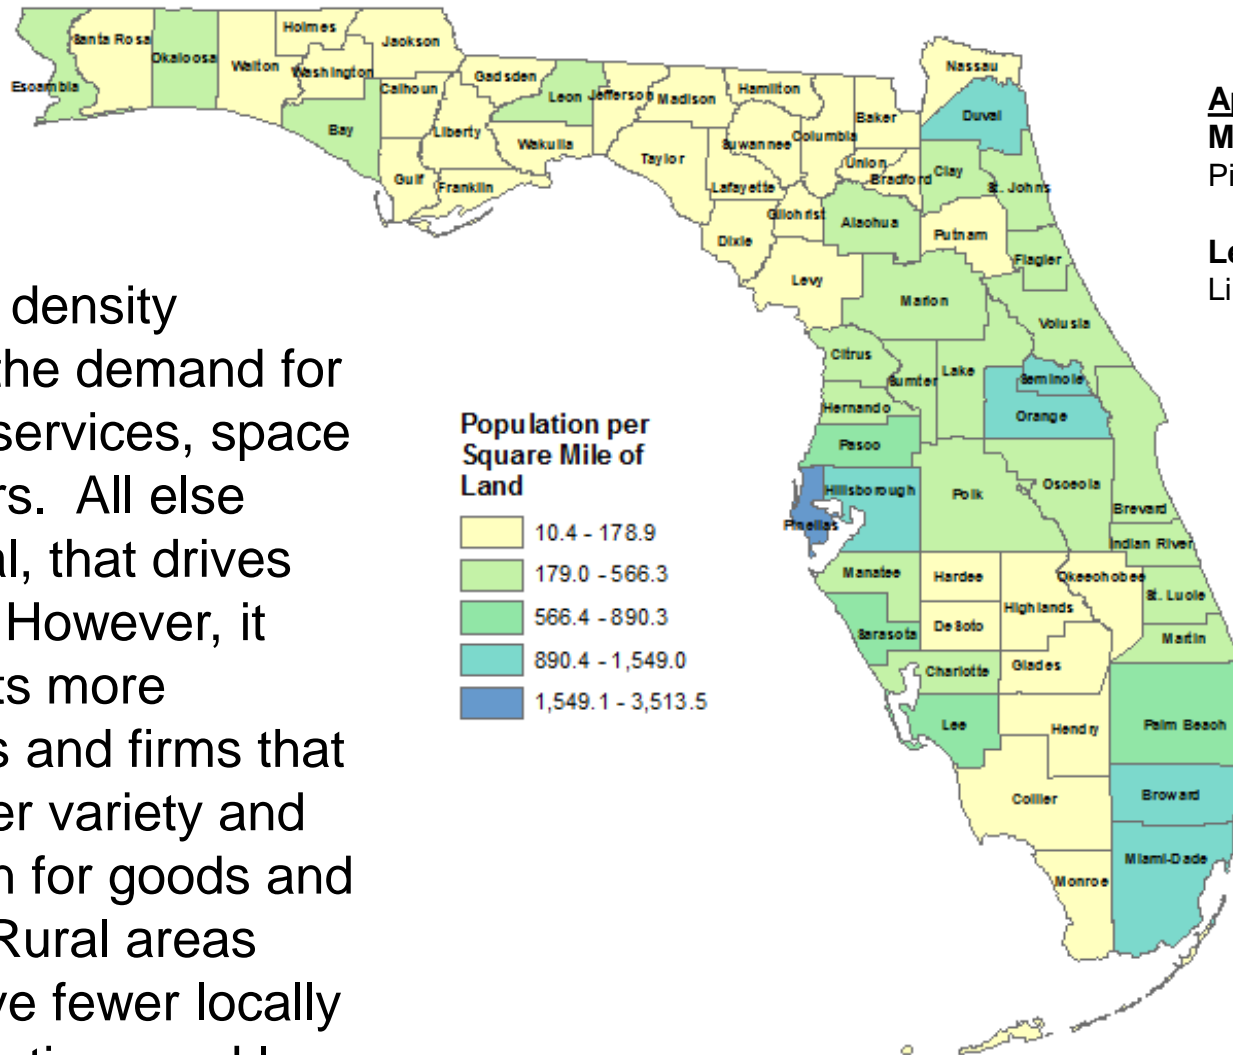 density
the demand for
services, space
rs. All else
al, that drives
However, it
ts more
s and firms that
er variety and
n for goods and
Rural areas
ve fewer locally
Population per
Square Mile of
Land
10.4 - 178.9
179.0 - 566.3
566.4 - 890.3
890.4 - 1,549.0
1,549.1 - 3,513.5
Escambia
Santa Rosa
Okaloosa
Walton
Holmes
Washington
Jackson
Bay
Calhoun
Gulf
Liberty
Franklin
Gadsden
Leon
Wakulla
Jefferson
Madison
Taylor
Hamilton
Suwannee
Lafayette
Dixie
Columbia
Gilchrist
Levy
Baker
Union
Bradford
Alachua
Nassau
Duval
Clay
St. Johns
Putnam
Flagler
Marion
Volusia
Citrus
Sumter
Lake
Seminole
Orange
Hernando
Pasco
Pinellas
Hillsborough
Polk
Osceola
Brevard
Indian River
Manatee
Hardee
Highlands
Okeechobee
St. Lucie
Sarasota
DeSoto
Martin
Charlotte
Glades
Lee
Hendry
Palm Beach
Collier
Broward
Monroe
Miami-Dade
Ap
M
Pi
Le
Li